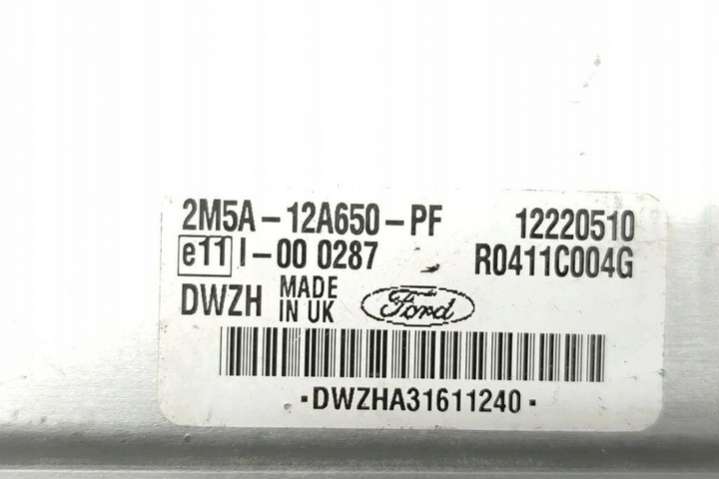 2M5A-12A650-PF 12220510
e11 I-00 0287 R0411C004G
DWZH MADE IN UK Ford
·DWZHA31611240·